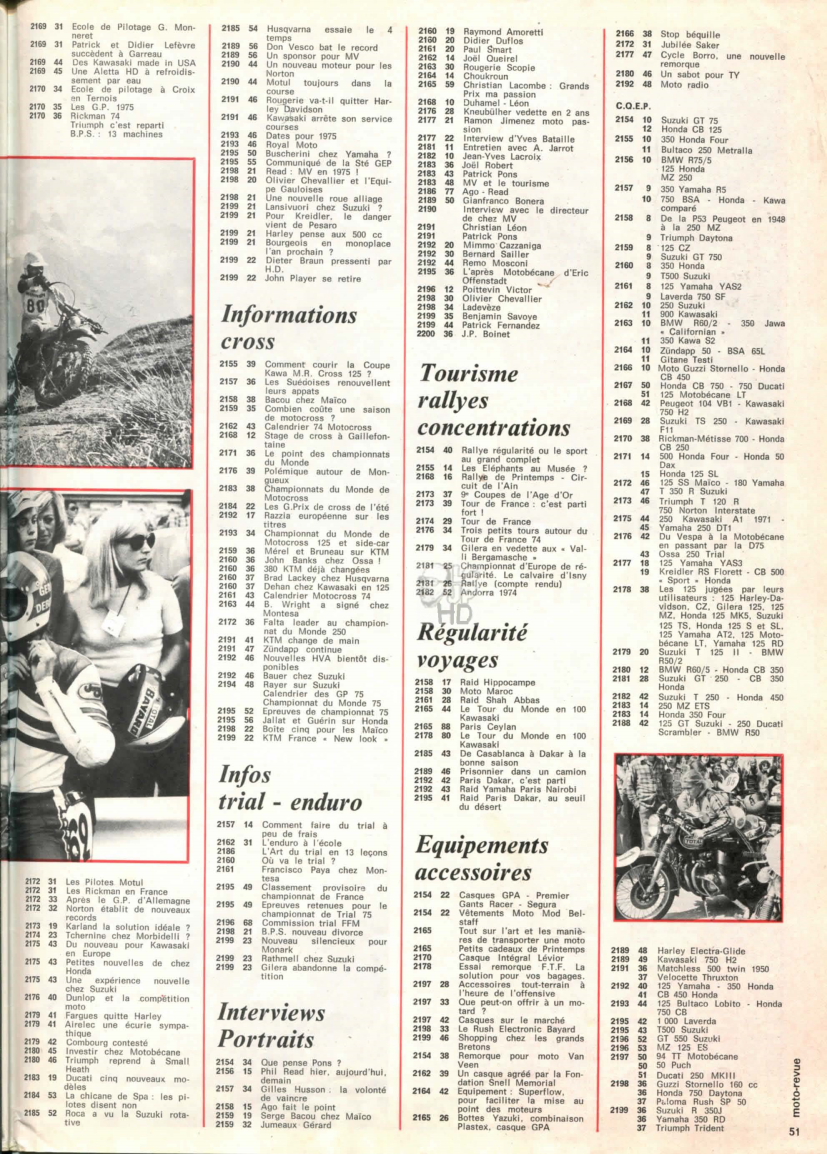 2169 31 Ecole de Pilotage G. Mon-
neret
2169 31 Patrick et Didier Lefèvre
succèdent à Garreau
2169 44 Des Kawasaki made in USA
2169 45 Une Aletta HD à refroidis-
sement par eau
2170 34 Ecole de pilotage à Croix
en Ternois
2170 35 Les G.P. 1975
2170 36 Rickman 74
Triumph c'est reparti
B.P.S. : 13 machines
2172 31 Les Pilotes Motul
2172 31 Les Rickman en France
2172 33 Après le G.P. d'Allemagne
2172 32 Norton établit de nouveaux
records
2173 19 Karland la solution idéale ?
2174 23 Tchernine chez Morbidelli ?
2175 43 Du nouveau pour Kawasaki
en Europe
2175 43 Petites nouvelles de chez
Honda
2175 43 Une expérience nouvelle
chez Suzuki
2176 40 Dunlop et la compétition
moto
2179 41 Fargues quitte Harley
2179 41 Airelec une écurie sympa-
thique
2179 42 Combourg contesté
2180 45 Investir chez Motobécane
2180 46 Triumph reprend à Small
Heath
2183 19 Ducati cinq nouveaux mo-
dèles
2184 53 La chicane de Spa : les pi-
lotes disent non
2185 52 Roca a vu la Suzuki rota-
tive
2185 54 Husqvarna essaie le 4
temps
2189 56 Don Vesco bat le record
2189 56 Un sponsor pour MV
2190 44 Un nouveau moteur pour les
Norton
2190 44 Motul toujours dans la
course
2191 46 Rougerie va-t-il quitter Har-
ley Davidson
2191 46 Kawasaki arrête son service
courses
2193 46 Dates pour 1975
2193 46 Royal Moto
2195 50 Buscherini chez Yamaha ?
2195 55 Communiqué de la Sté GEP
2198 21 Read : MV en 1975 !
2198 20 Olivier Chevallier et l'Equi-
pe Gauloises
2198 21 Une nouvelle roue alliage
2199 21 Lansivuori chez Suzuki ?
2199 21 Pour Kreidler, le danger
vient de Pesaro
2199 21 Harley pense aux 500 cc
2199 21 Bourgeois en monoplace
l'an prochain ?
2199 22 Dieter Braun pressenti par
H.D.
2199 22 John Player se retire
Informations
cross
2155 39 Comment courir la Coupe
Kawa M.R. Cross 125 ?
2157 36 Les Suédoises renouvellent
leurs appats
2158 38 Bacou chez Maïco
2159 35 Combien coûte une saison
de motocross ?
2162 43 Calendrier 74 Motocross
2168 12 Stage de cross à Gaillefon-
taine
2171 36 Le point des championnats
du Monde
2176 39 Polémique autour de Mon-
gueux
2183 38 Championnats du Monde de
Motocross
2184 22 Les G.Prix de cross de l'été
2192 17 Razzia européenne sur les
titres
2193 34 Championnat du Monde de
Motocross 125 et side-car
2159 36 Mérel et Bruneau sur KTM
2160 36 John Banks chez Ossa !
2160 36 380 KTM déjà changées
2160 37 Brad Lackey chez Husqvarna
2160 37 Dehan chez Kawasaki en 125
2161 43 Calendrier Motocross 74
2163 44 B. Wright a signé chez
Montesa
2172 36 Falta leader au champion-
nat du Monde 250
2191 41 KTM change de main
2191 47 Zündapp continue
2192 46 Nouvelles HVA bientôt dis-
ponibles
2192 46 Bauer chez Suzuki
2194 48 Rayer sur Suzuki
Calendrier des GP 75
Championnat du Monde 75
2195 52 Epreuves de championnat 75
2195 56 Jallat et Guérin sur Honda
2198 22 Boîte cinq pour les Maïco
2199 22 KTM France « New look »
Infos
trial - enduro
2157 14 Comment faire du trial à
peu de frais
2162 31 L'enduro à l'école
2186 L'Art du trial en 13 leçons
2160 Où va le trial ?
2161 Francisco Paya chez Mon-
tesa
2195 49 Classement provisoire du
championnat de France
2195 49 Epreuves retenues pour le
championnat de Trial 75
2196 68 Commission trial FFM
2198 21 B.P.S. nouveau divorce
2199 23 Nouveau silencieux pour
Monark
2199 23 Rathmell chez Suzuki
2199 23 Gilera abandonne la compé-
tition
Interviews
Portraits
2154 34 Que pense Pons ?
2156 15 Phil Read hier, aujourd'hui,
demain
2157 34 Gilles Husson : la volonté
de vaincre
2158 15 Ago fait le point
2159 19 Serge Bacou chez Maïco
2159 32 Jumeaux Gérard
2160 19 Raymond Amoretti
2160 20 Didier Duflos
2161 20 Paul Smart
2162 14 Joël Queirel
2163 30 Rougerie Scopie
2164 14 Choukroun
2165 59 Christian Lacombe : Grands
Prix ma passion
2168 10 Duhamel - Léon
2176 28 Kneubülher vedette en 2 ans
2177 21 Ramon Jimenez moto pas-
sion
2177 22 Interview d'Yves Bataille
2181 11 Entretien avec A. Jarrot
2182 10 Jean-Yves Lacroix
2183 36 Joël Robert
2183 43 Patrick Pons
2183 48 MV et le tourisme
2186 77 Ago - Read
2189 50 Gianfranco Bonera
2190 Interview avec le directeur
de chez MV
2191 Christian Léon
2191 Patrick Pons
2192 20 Mimmo Cazzaniga
2192 30 Bernard Sailler
2192 44 Remo Mosconi
2195 36 L'après Motobécane d'Eric
Offenstadt
2196 12 Poittevin Victor
2198 30 Olivier Chevallier
2198 34 Ladevèze
2199 35 Benjamin Savoye
2199 44 Patrick Fernandez
2200 36 J.P. Boinet
Tourisme
rallyes
concentrations
2154 40 Rallye régularité ou le sport
au grand complet
2155 14 Les Eléphants au Musée ?
2168 16 Rallye de Printemps - Cir-
cuit de l'Ain
2173 37 9e Coupes de l'Age d'Or
2173 39 Tour de France : c'est parti
fort !
2174 29 Tour de France
2176 34 Trois petits tours autour du
Tour de France 74
2179 34 Gilera en vedette aux « Val-
li Bergamasche »
2181 25 Championnat d'Europe de ré-
gularité. Le calvaire d'Isny
2181 26 Rallye (compte rendu)
2182 52 Andorra 1974
Régularité
voyages
2158 17 Raid Hippocampe
2158 30 Moto Maroc
2161 28 Raid Shah Abbas
2165 44 Le Tour du Monde en 100
Kawasaki
2165 88 Paris Ceylan
2178 80 Le Tour du Monde en 100
Kawasaki
2185 43 De Casablanca à Dakar à la
bonne saison
2189 46 Prisonnier dans un camion
2192 42 Paris Dakar, c'est parti
2192 43 Raid Yamaha Paris Nairobi
2195 41 Raid Paris Dakar, au seuil
du désert
Equipements
accessoires
2154 22 Casques GPA - Premier
Gants Racer - Segura
2154 22 Vêtements Moto Mod Bel-
staff
2165 Tout sur l'art et les maniè-
res de transporter une moto
2165 Petits cadeaux de Printemps
2170 Casque Intégral Lévior
2178 Essai remorque F.T.F. La
solution pour vos bagages.
2197 28 Accessoires tout-terrain à
l'heure de l'offensive
2197 33 Que peut-on offrir à un mo-
tard ?
2197 42 Casques sur le marché
2198 33 Le Rush Electronic Bayard
2199 46 Shopping chez les grands
Bretons
2154 38 Remorque pour moto Van
Veen
2162 39 Un casque agréé par la Fon-
dation Snell Memorial
2164 42 Equipement : Superflow,
pour faciliter la mise au
point des moteurs
2165 26 Bottes Yazuki, combinaison
Plastex, casque GPA
2166 38 Stop béquille
2172 31 Jubilée Saker
2177 47 Cycle Borro, une nouvelle
remorque
2180 46 Un sabot pour TY
2192 48 Moto radio
C.Q.E.P.
2154 10 Suzuki GT 75
12 Honda CB 125
2155 10 350 Honda Four
11 Bultaco 250 Metralla
2156 10 BMW R75/5
125 Honda
MZ 250
2157 9 350 Yamaha R5
10 750 BSA - Honda - Kawa
comparé
2158 8 De la P53 Peugeot en 1948
à la 250 MZ
9 Triumph Daytona
2159 8 125 CZ
9 Suzuki GT 750
2160 8 350 Honda
9 T500 Suzuki
2161 8 125 Yamaha YAS2
9 Laverda 750 SF
2162 10 250 Suzuki
11 900 Kawasaki
2163 10 BMW R60/2 - 350 Jawa
« Californian »
11 350 Kawa S2
2164 10 Zündapp 50 - BSA 65L
11 Gitane Testi
2166 10 Moto Guzzi Stornello - Honda
CB 450
2167 50 Honda CB 750 - 750 Ducati
51 125 Motobécane LT
2168 42 Peugeot 104 VB1 - Kawasaki
750 H2
2169 28 Suzuki TS 250 - Kawasaki
F11
2170 38 Rickman-Métisse 700 - Honda
CB 250
2171 14 500 Honda Four - Honda 50
Dax
15 Honda 125 SL
2172 46 125 SS Maïco - 180 Yamaha
47 T 350 R Suzuki
2173 46 Triumph T 120 R
750 Norton Interstate
2175 44 250 Kawasaki A1 1971 -
45 Yamaha 250 DT1
2176 42 Du Vespa à la Motobécane
en passant par la D75
43 Ossa 250 Trial
2177 18 125 Yamaha YAS3
19 Kreidler RS Florett - CB 500
« Sport » Honda
2178 38 Les 125 jugées par leurs
utilisateurs : 125 Harley-Da-
vidson, CZ, Gilera 125, 125
MZ, Honda 125 MK5, Suzuki
125 TS, Honda 125 S et SL,
125 Yamaha AT2, 125 Moto-
bécane LT, Yamaha 125 RD
2179 20 Suzuki T 125 II - BMW
R50/2
2180 12 BMW R60/5 - Honda CB 350
2181 28 Suzuki GT 250 - CB 350
Honda
2182 42 Suzuki T 250 - Honda 450
2183 14 250 MZ ETS
2183 14 Honda 350 Four
2188 42 125 GT Suzuki - 250 Ducati
Scrambler - BMW R50
2189 48 Harley Electra-Glide
2189 49 Kawasaki 750 H2
2191 36 Matchless 500 twin 1950
37 Velocette Thruxton
2192 40 125 Yamaha - 350 Honda
41 CB 450 Honda
2193 44 125 Bultaco Lobito - Honda
750 CB
2195 42 1 000 Laverda
2195 43 T500 Suzuki
2196 52 GT 550 Suzuki
2196 53 MZ 125 ES
2197 50 94 TT Motobécane
50 50 Puch
51 Ducati 250 MKIII
2198 36 Guzzi Stornello 160 cc
36 Honda 750 Daytona
37 Paloma Rush SP 50
2199 36 Suzuki R 350J
36 Yamaha 350 RD
37 Triumph Trident
moto-revue
51
80
BAYARD
69
HD